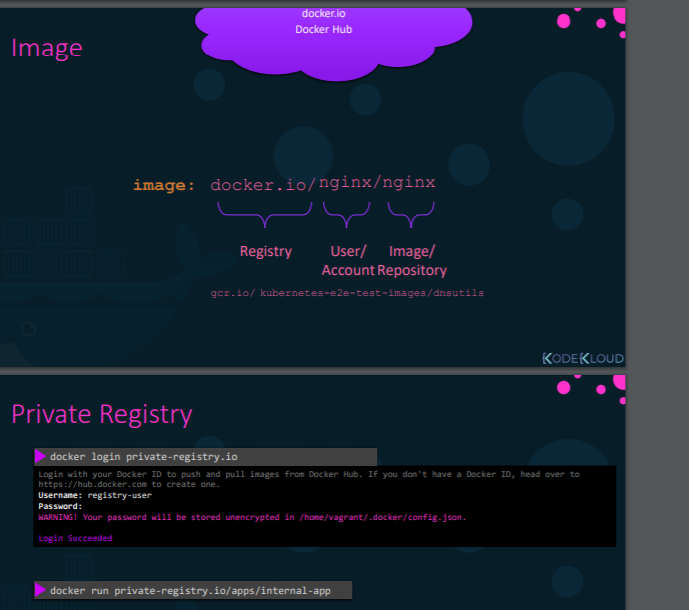 docker.io
Docker Hub
Image
image: docker.io/nginx/nginx
Registry User/ Image/
Account Repository
gcr.io/ kubernetes-e2e-test-images/dnsutils
KODEKLOUD
Private Registry
docker login private-registry.io
Login with your Docker ID to push and pull images from Docker Hub. If you don't have a Docker ID, head over to
https://hub.docker.com to create one.
Username: registry-user
Password:
WARNING! Your password will be stored unencrypted in /home/vagrant/.docker/config.json.
Login Succeeded
docker run private-registry.io/apps/internal-app